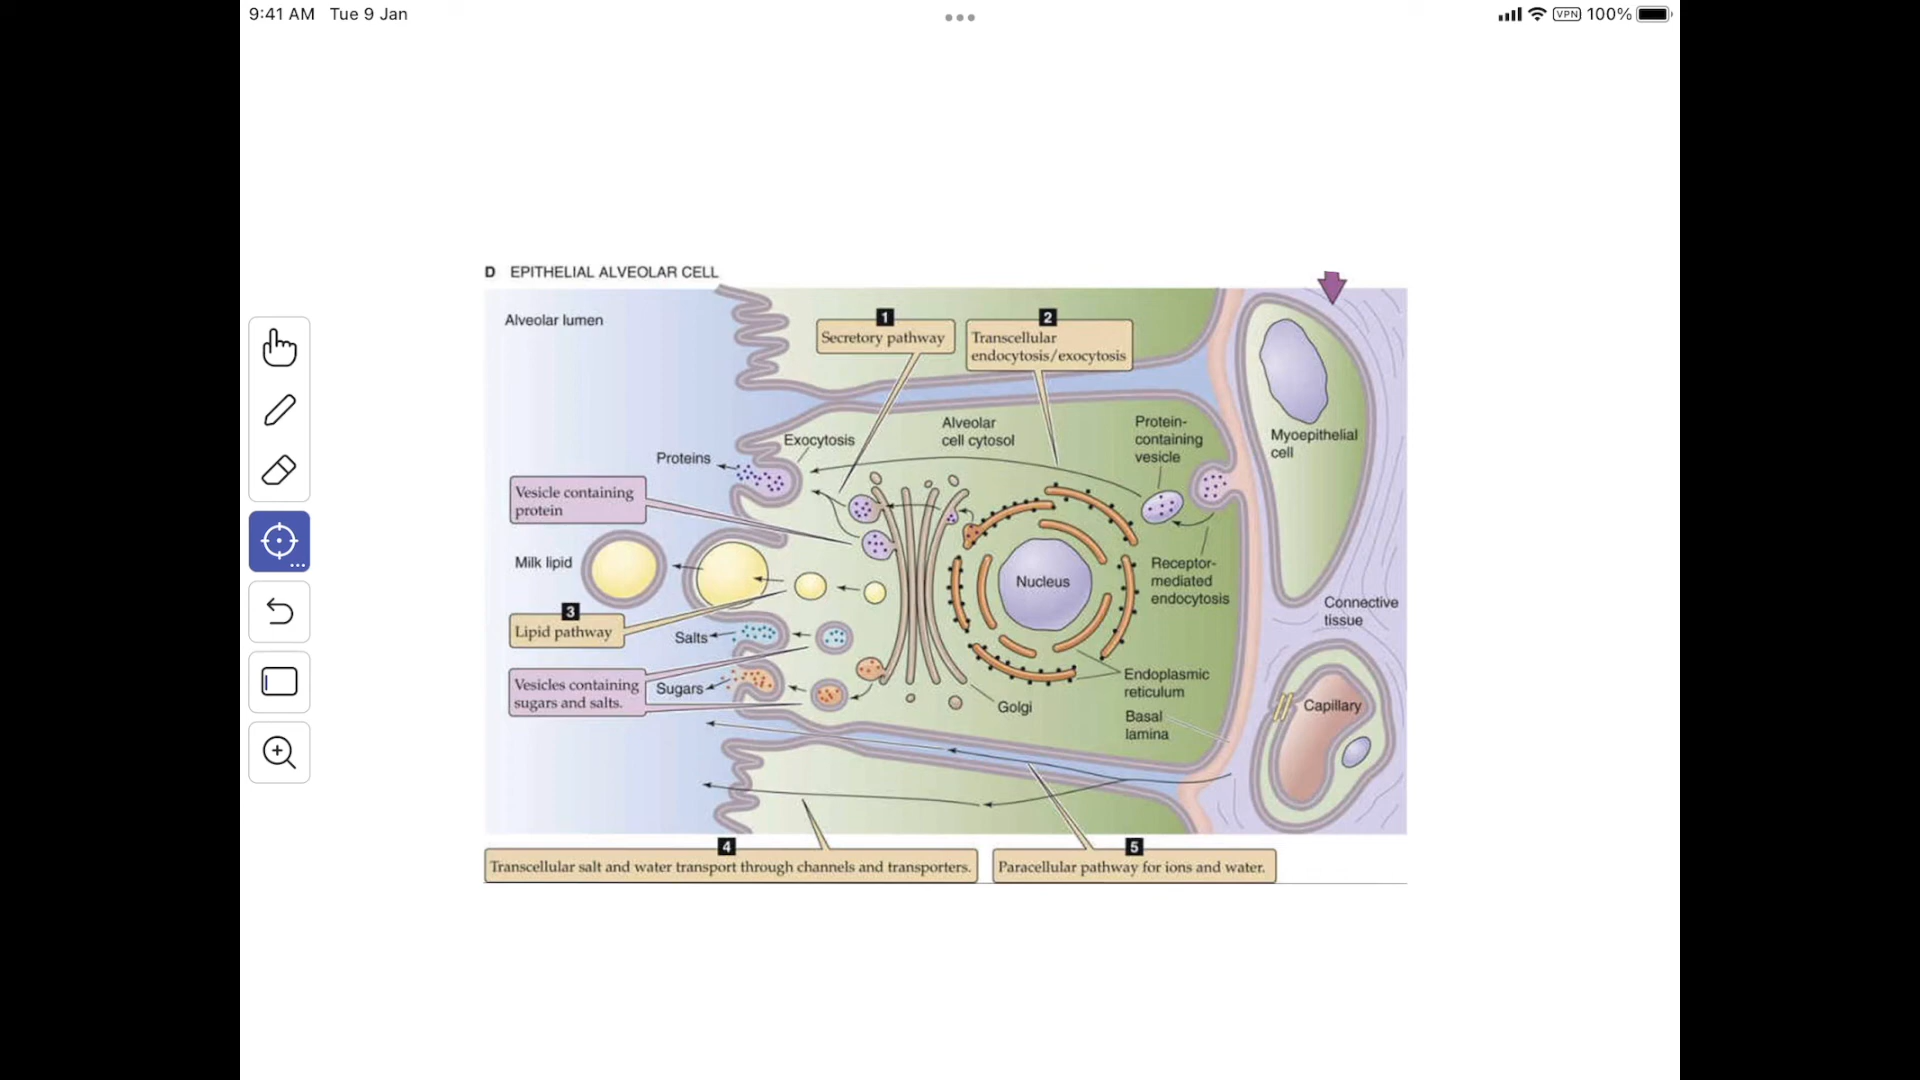 9:41 AM Tue 9 Jan
VPN 100%
D EPITHELIAL ALVEOLAR CELL
Alveolar lumen
1
Secretory pathway
2
Transcellular
endocytosis/exocytosis
Alveolar
cell cytosol
Protein-
containing
vesicle
Myoepithelial
cell
Exocytosis
Proteins
Vesicle containing
protein
Milk lipid
Nucleus
Receptor-
mediated
endocytosis
Connective
tissue
3
Lipid pathway
Salts
Vesicles containing
sugars and salts.
Sugars
Endoplasmic
reticulum
Golgi
Basal
lamina
Capillary
4
Transcellular salt and water transport through channels and transporters.
5
Paracellular pathway for ions and water.